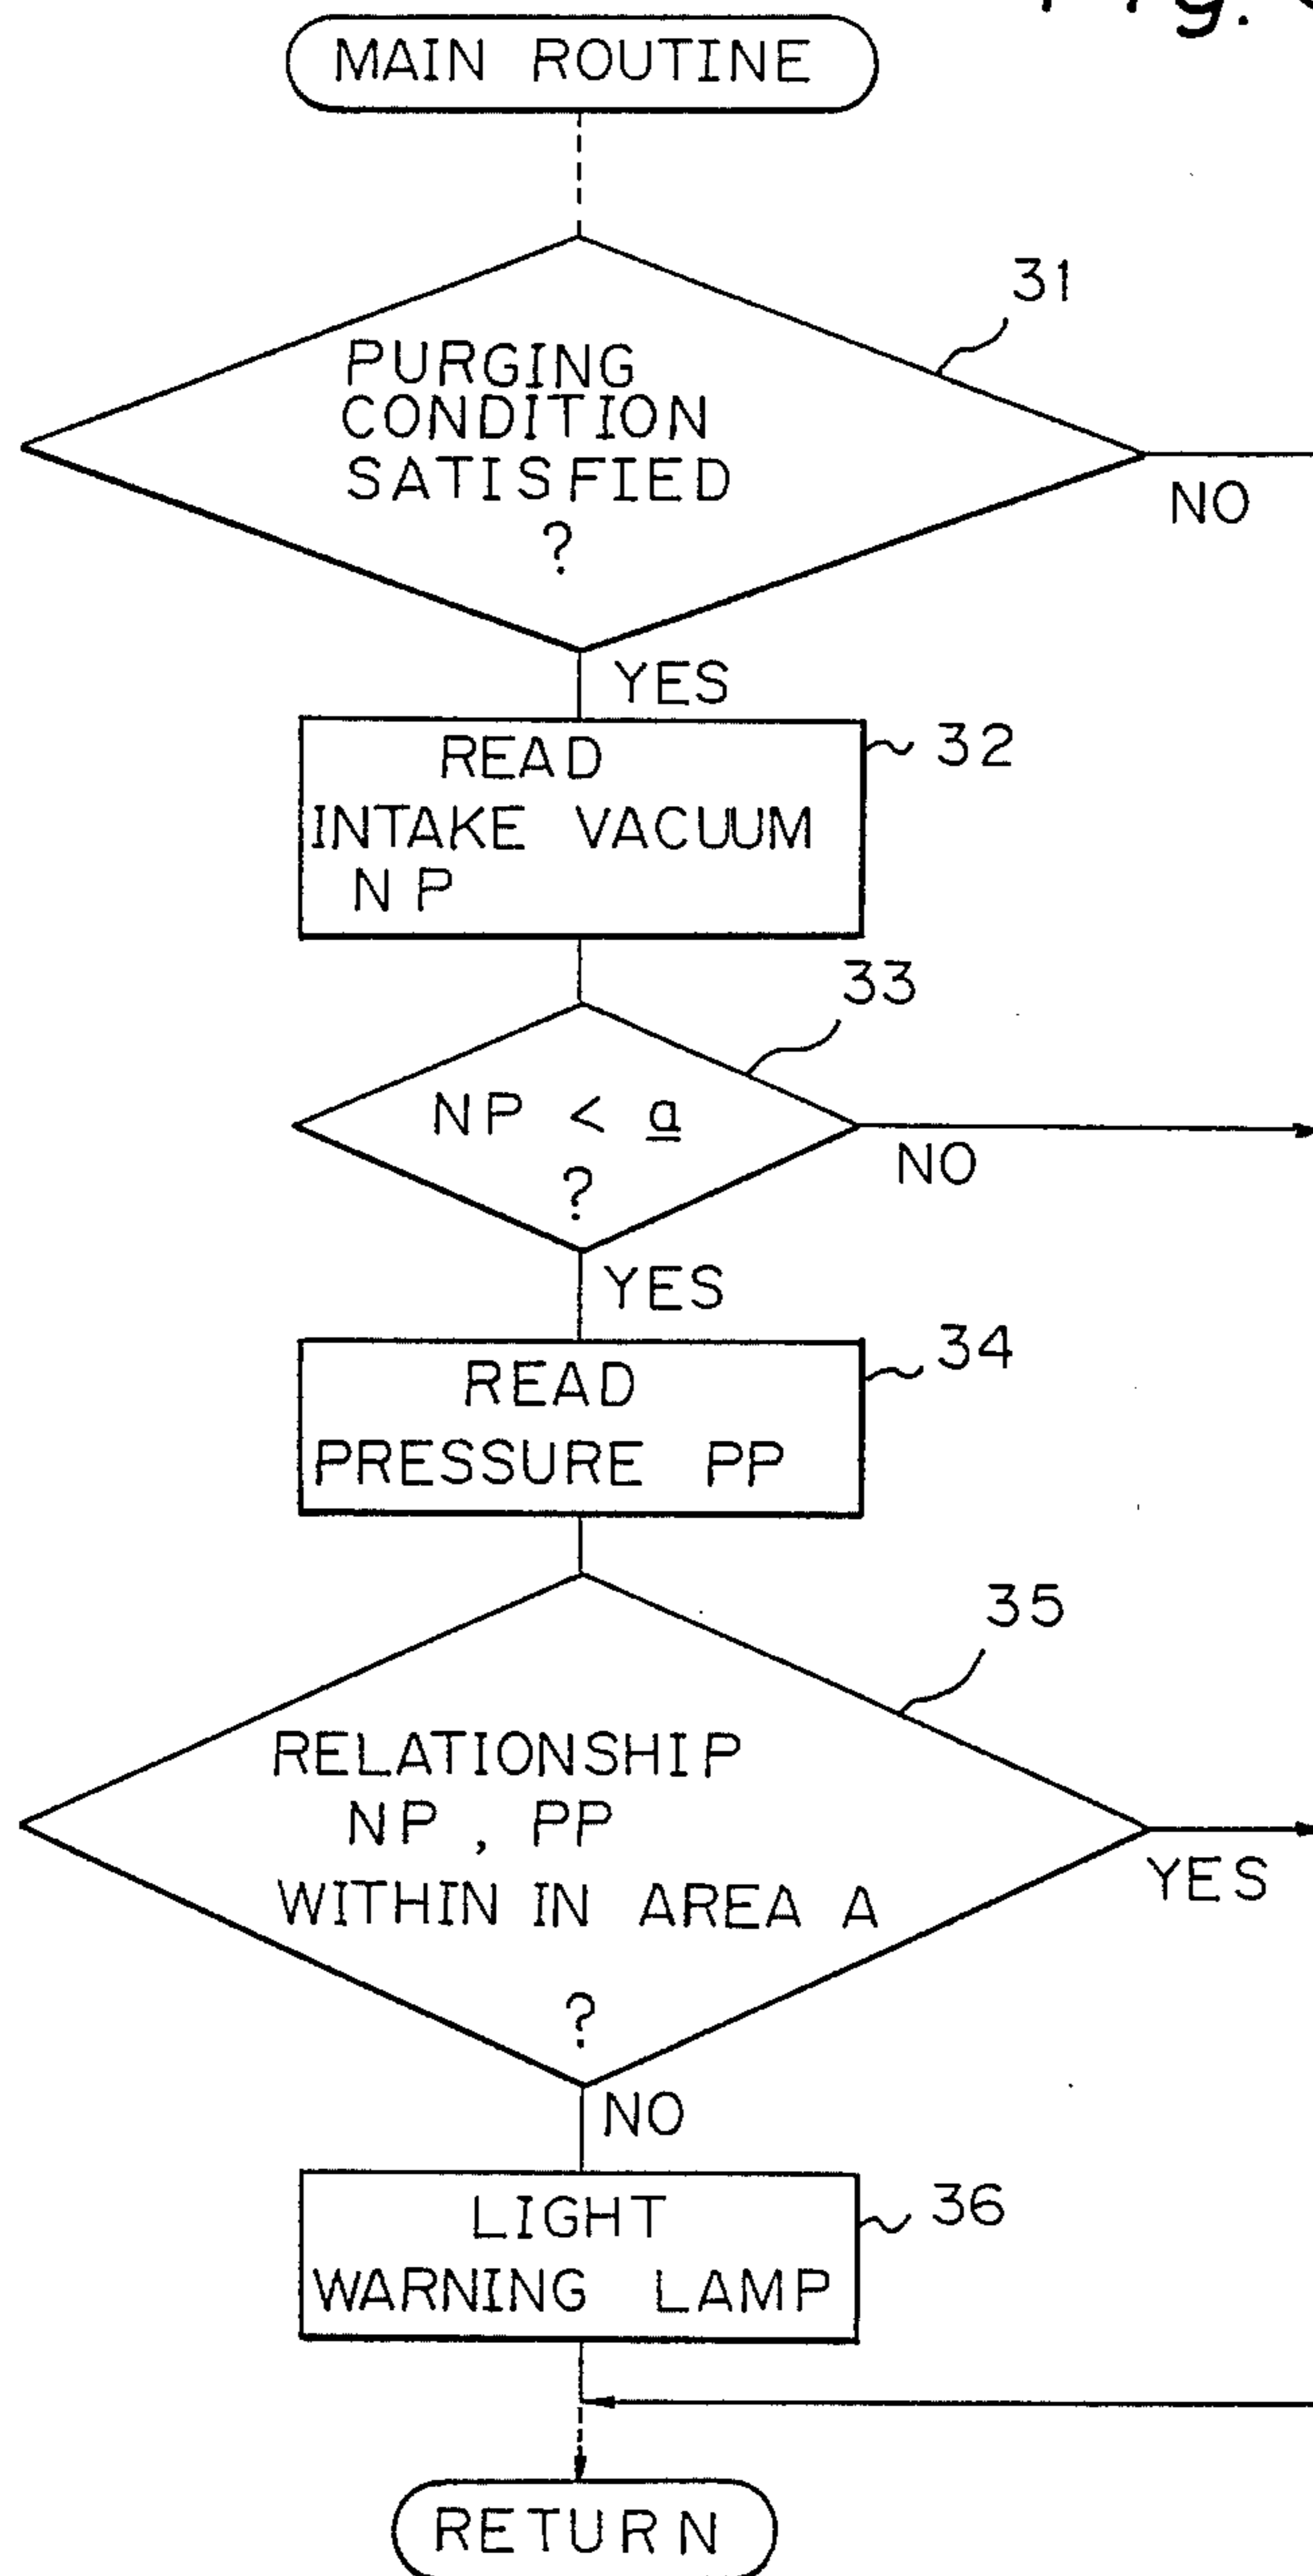 Fig.
MAIN ROUTINE
31
PURGING
CONDITION
SATISFIED
?
NO
YES
READ
INTAKE VACUUM
NP
32
33
NP < a
?
NO
YES
READ
PRESSURE PP
34
35
RELATIONSHIP
NP, PP
WITHIN IN AREA A
?
YES
NO
LIGHT
WARNING LAMP
36
RETURN